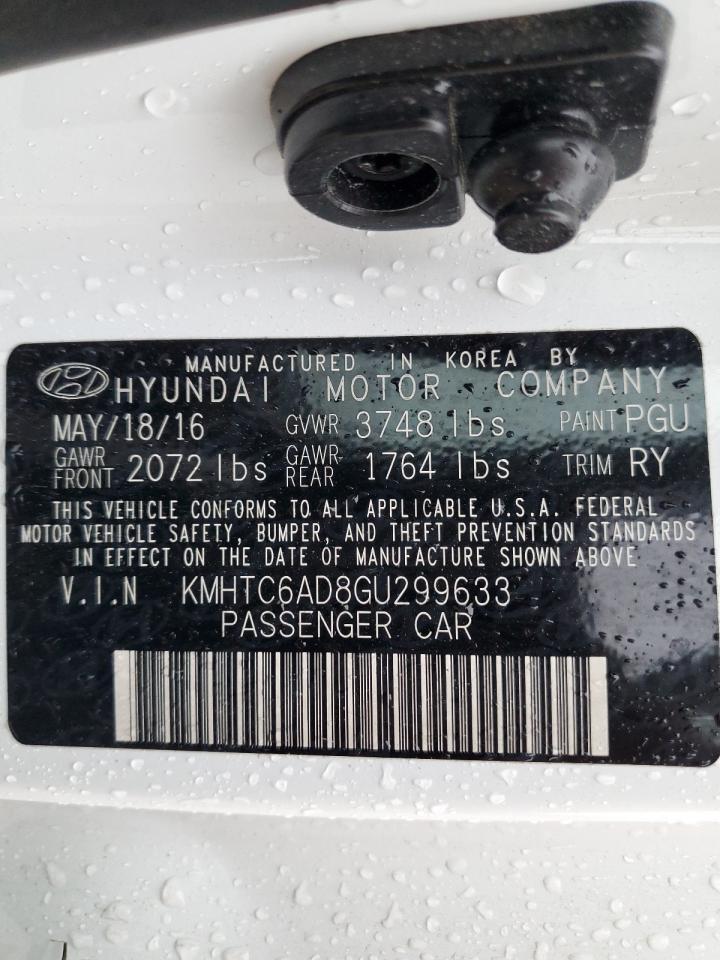 MANUFACTURED IN KOREA BY
HYUNDAI MOTOR COMPANY
MAY/18/16 GVWR 3748 lbs PAINT PGU
GAWR FRONT 2072 lbs GAWR-REAR 1764 lbs TRIM RY
THIS VEHICLE CONFORMS TO ALL APPLICABLE U.S.A. FEDERAL
MOTOR VEHICLE SAFETY, BUMPER, AND THEFT PREVENTION STANDARDS
IN EFFECT ON THE DATE OF MANUFACTURE SHOWN ABOVE
V.I.N KMHTC6AD8GU299633
PASSENGER CAR